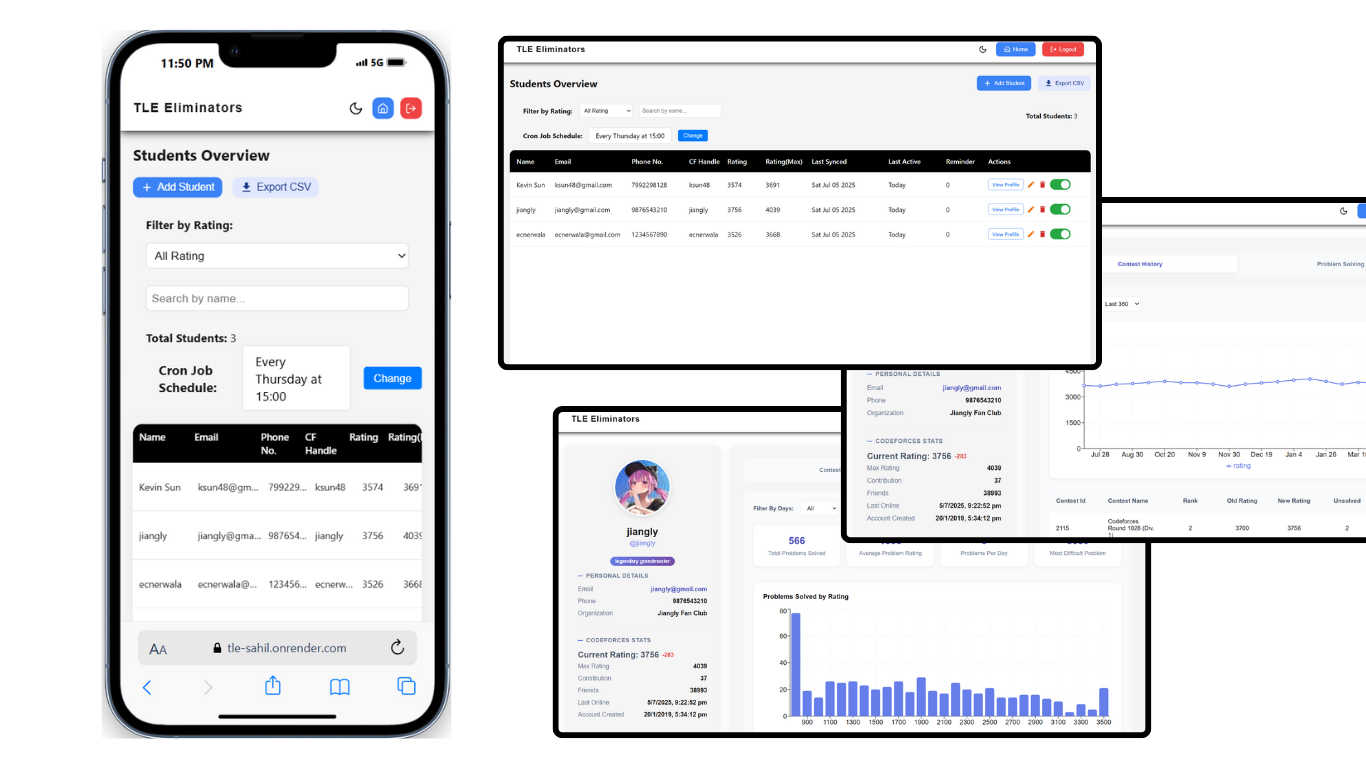 11:50 PM
5G
TLE Eliminators
Students Overview
+ Add Student
Export CSV
Filter by Rating:
All Rating
Search by name...
Total Students: 3
Cron Job
Schedule:
Every
Thursday at
15:00
Change
Name Email Phone No. CF Handle Rating Rating(
Kevin Sun ksun48@gm... 799229... ksun48 3574 369
jiangly jiangly@gma... 987654... jiangly 3756 403
ecnerwala ecnerwala@... 123456... ecnerw... 3526 366
AA tle-sahil.onrender.com
TLE Eliminators
Home
Logout
Students Overview
+ Add Student
Export CSV
Filter by Rating: All Rating Search by name...
Total Students: 3
Cron Job Schedule: Every Thursday at 15:00 Change
Name Email Phone No. CF Handle Rating Rating(Max) Last Synced Last Active Reminder Actions
Kevin Sun ksun48@gmail.com 7992298128 ksun48 3574 3691 Sat Jul 05 2025 Today 0 View Profile
jiangly jiangly@gmail.com 9876543210 jiangly 3756 4039 Sat Jul 05 2025 Today 0 View Profile
ecnerwala ecnerwala@gmail.com 1234567890 ecnerwala 3526 3668 Sat Jul 05 2025 Today 0 View Profile
Contest History Problem Solving
Last 360
— PERSONAL DETAILS
Email jiangly@gmail.com
Phone 9876543210
Organization Jiangly Fan Club
— CODEFORCES STATS
Current Rating: 3756 -283
Max Rating 4039
Contribution 37
Friends 38993
Last Online 5/7/2025, 9:22:52 pm
Account Created 20/1/2019, 5:34:12 pm
4500
3000
1500
0
Jul 28 Aug 30 Oct 20 Nov 9 Nov 30 Dec 19 Jan 4 Jan 26 Mar 1
rating
Contest Id Contest Name Rank Old Rating New Rating Unsolved
2115 Codeforces Round 1028 (Div. 1) 2 3700 3756 2
TLE Eliminators
jiangly
@jiangly
legendary grandmaster
— PERSONAL DETAILS
Email jiangly@gmail.com
Phone 9876543210
Organization Jiangly Fan Club
— CODEFORCES STATS
Current Rating: 3756 -283
Max Rating 4039
Contribution 37
Friends 38993
Last Online 5/7/2025, 9:22:52 pm
Account Created 20/1/2019, 5:34:12 pm
Contes
Filter By Days: All
566
Total Problems Solved
Average Problem Rating
Problems Per Day
Most Difficult Problem
Problems Solved by Rating
80
60
40
20
0
900 1100 1300 1500 1700 1900 2100 2300 2500 2700 2900 3100 3300 3500